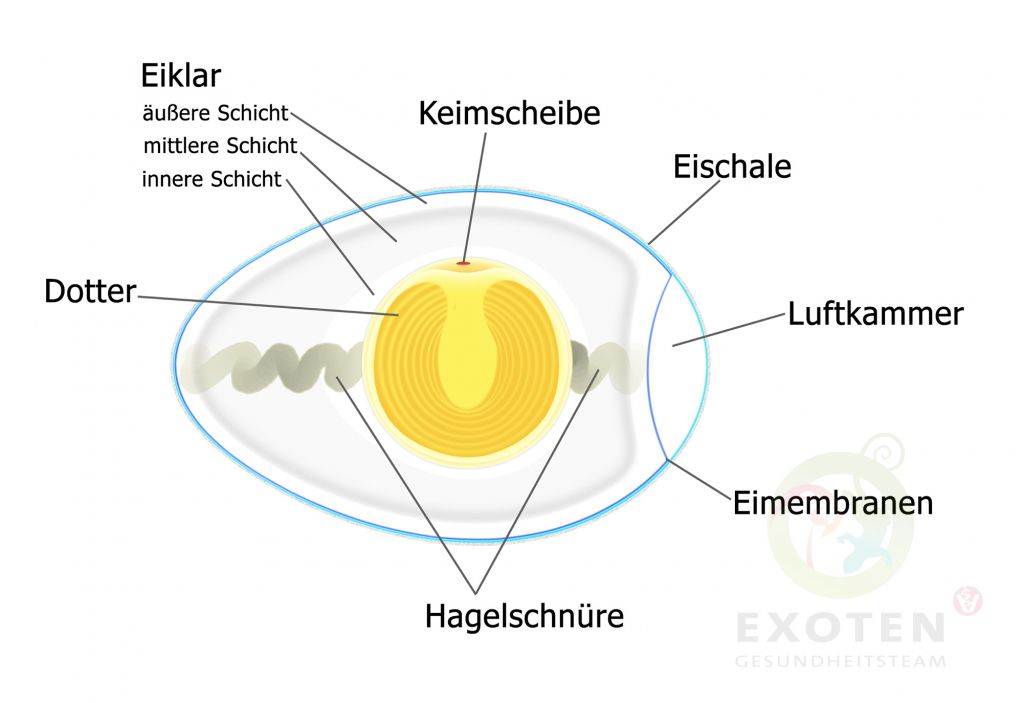 Eiklar
äußere Schicht
mittlere Schicht
innere Schicht
Keimscheibe
Eischale
Dotter
Luftkammer
Eimembranen
Hagelschnüre
EXOTEN
GESUNDHEITSTEAM